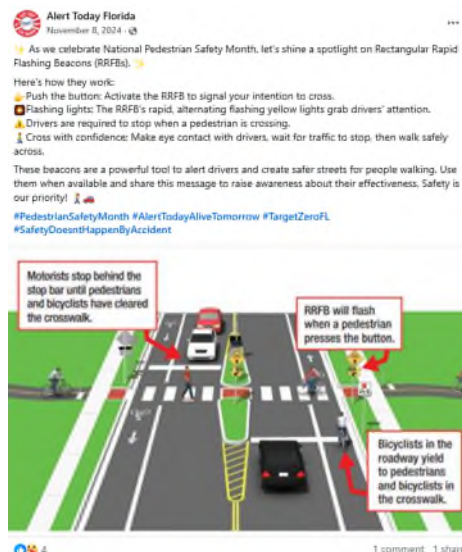 Alert Today Florida
November 8, 2024 ·
✨ As we celebrate National Pedestrian Safety Month, let's shine a spotlight on Rectangular Rapid
Flashing Beacons (RRFBs). ✨
Here's how they work:
👉Push the button: Activate the RRFB to signal your intention to cross.
💥Flashing lights: The RRFB's rapid, alternating flashing yellow lights grab drivers' attention.
⚠️Drivers are required to stop when a pedestrian is crossing.
🚶Cross with confidence: Make eye contact with drivers, wait for traffic to stop, then walk safely
across.
These beacons are a powerful tool to alert drivers and create safer streets for people walking. Use
them when available and share this message to raise awareness about their effectiveness. Safety is
our priority! 🚶🚗
#PedestrianSafetyMonth #AlertTodayAliveTomorrow #TargetZeroFL
#SafetyDoesntHappenByAccident
Motorists stop behind the
stop bar until pedestrians
and bicyclists have cleared
the crosswalk.
RRFB will flash
when a pedestrian
presses the button.
Bicyclists in the
roadway yield
to pedestrians
and bicyclists in
the crosswalk.
4
1 comment 1 share